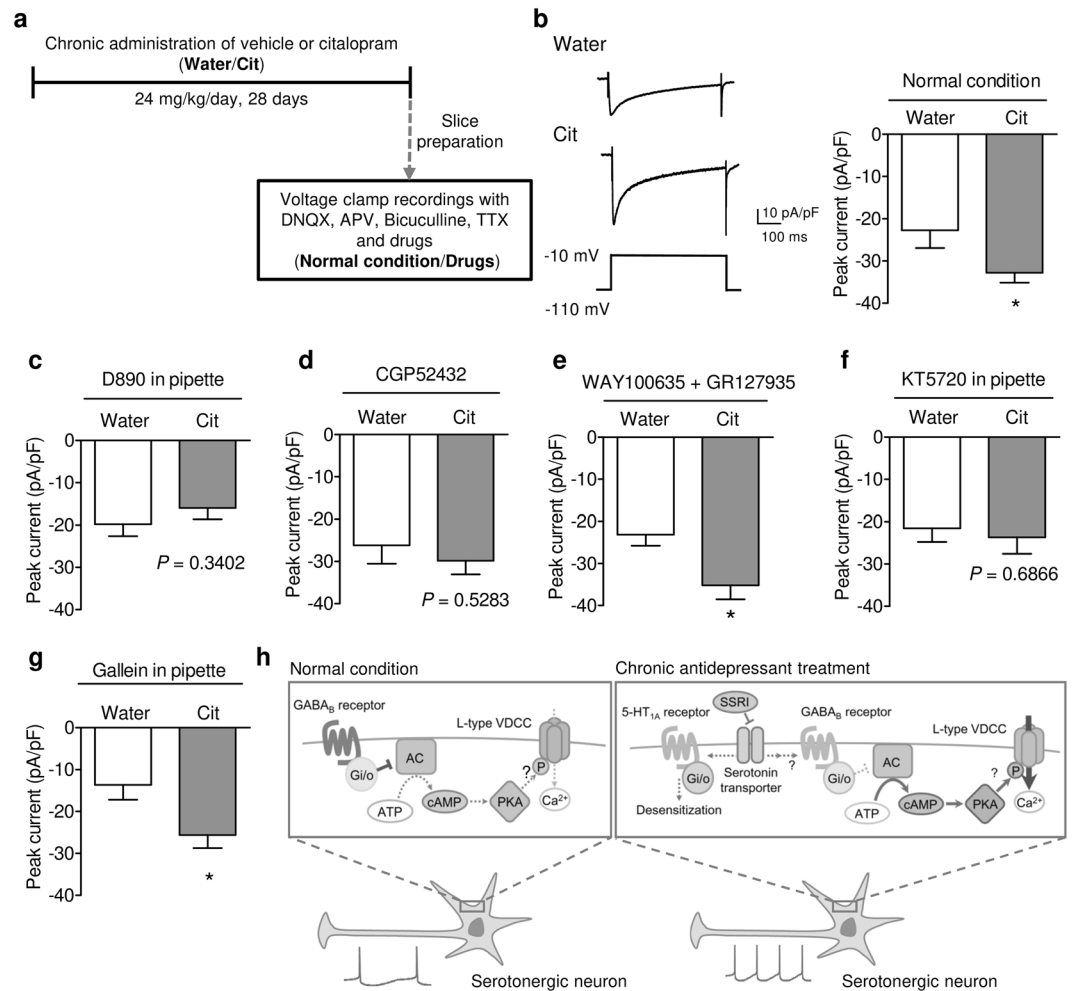 a
Chronic administration of vehicle or citalopram
(Water/Cit)
24 mg/kg/day, 28 days
Slice
preparation
Voltage clamp recordings with
DNQX, APV, Bicuculline, TTX
and drugs
(Normal condition/Drugs)
b
Water
Cit
10 pA/pF
100 ms
-10 mV
-110 mV
Normal condition
Water Cit
Peak current (pA/pF)
0
-10
-20
-30
-40
*
c
D890 in pipette
Water Cit
Peak current (pA/pF)
0
-10
-20
-30
-40
P = 0.3402
d
CGP52432
Water Cit
Peak current (pA/pF)
0
-10
-20
-30
-40
P = 0.5283
e
WAY100635 + GR127935
Water Cit
Peak current (pA/pF)
0
-10
-20
-30
-40
*
f
KT5720 in pipette
Water Cit
Peak current (pA/pF)
0
-10
-20
-30
-40
P = 0.6866
g
Gallein in pipette
Water Cit
Peak current (pA/pF)
0
-10
-20
-30
-40
*
h
Normal condition
GABAB receptor
L-type VDCC
AC
Gi/o
ATP
cAMP
PKA
?
P
Ca2+
Serotonergic neuron
Chronic antidepressant treatment
SSRI
5-HT1A receptor
GABAB receptor
L-type VDCC
Gi/o
Serotonin
transporter
?
Desensitization
Gi/o
AC
ATP
cAMP
PKA
?
P
Ca2+
Serotonergic neuron